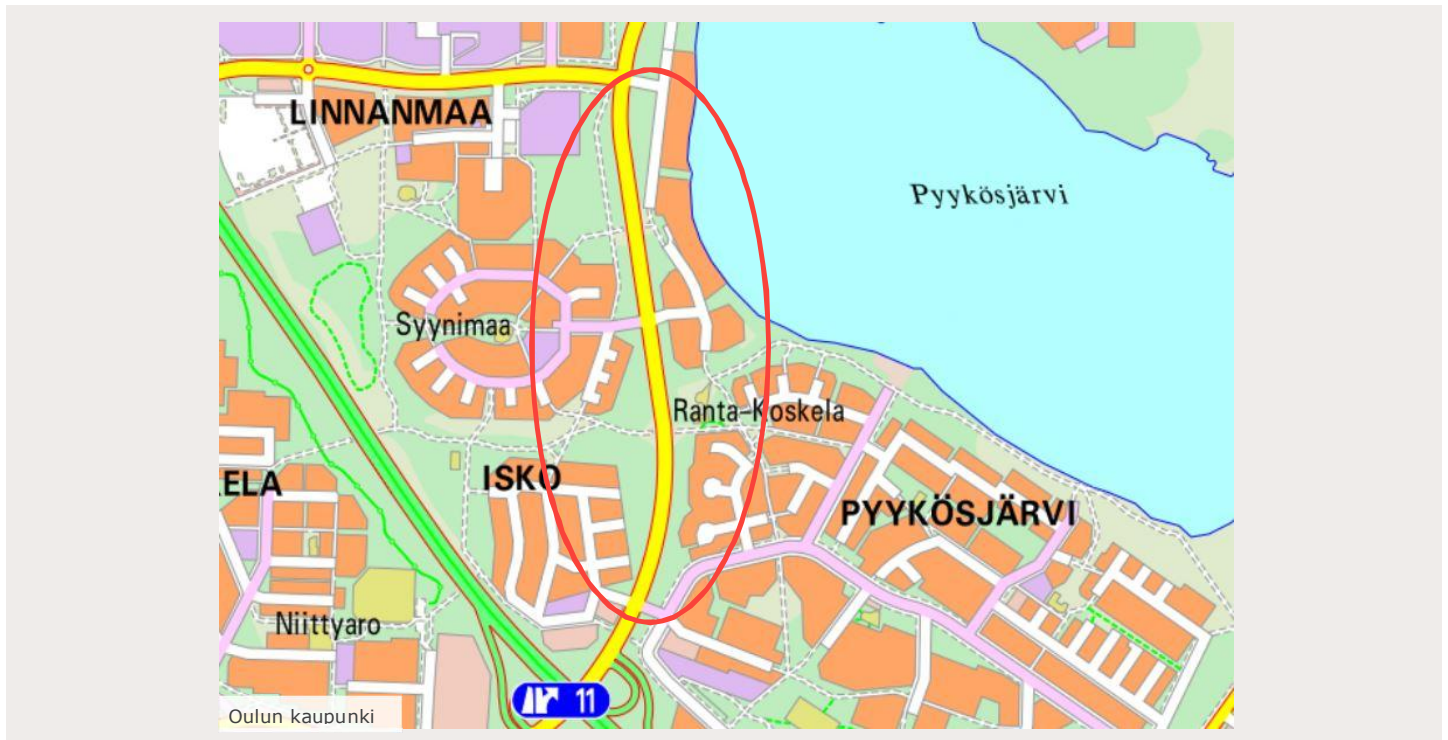 LINNANMAA
Pyykösjärvi
Syynimaa
Ranta-Koskela
ISKO
ELA
PYYKÖSJÄRVI
Niittyaro
11
Oulun kaupunki